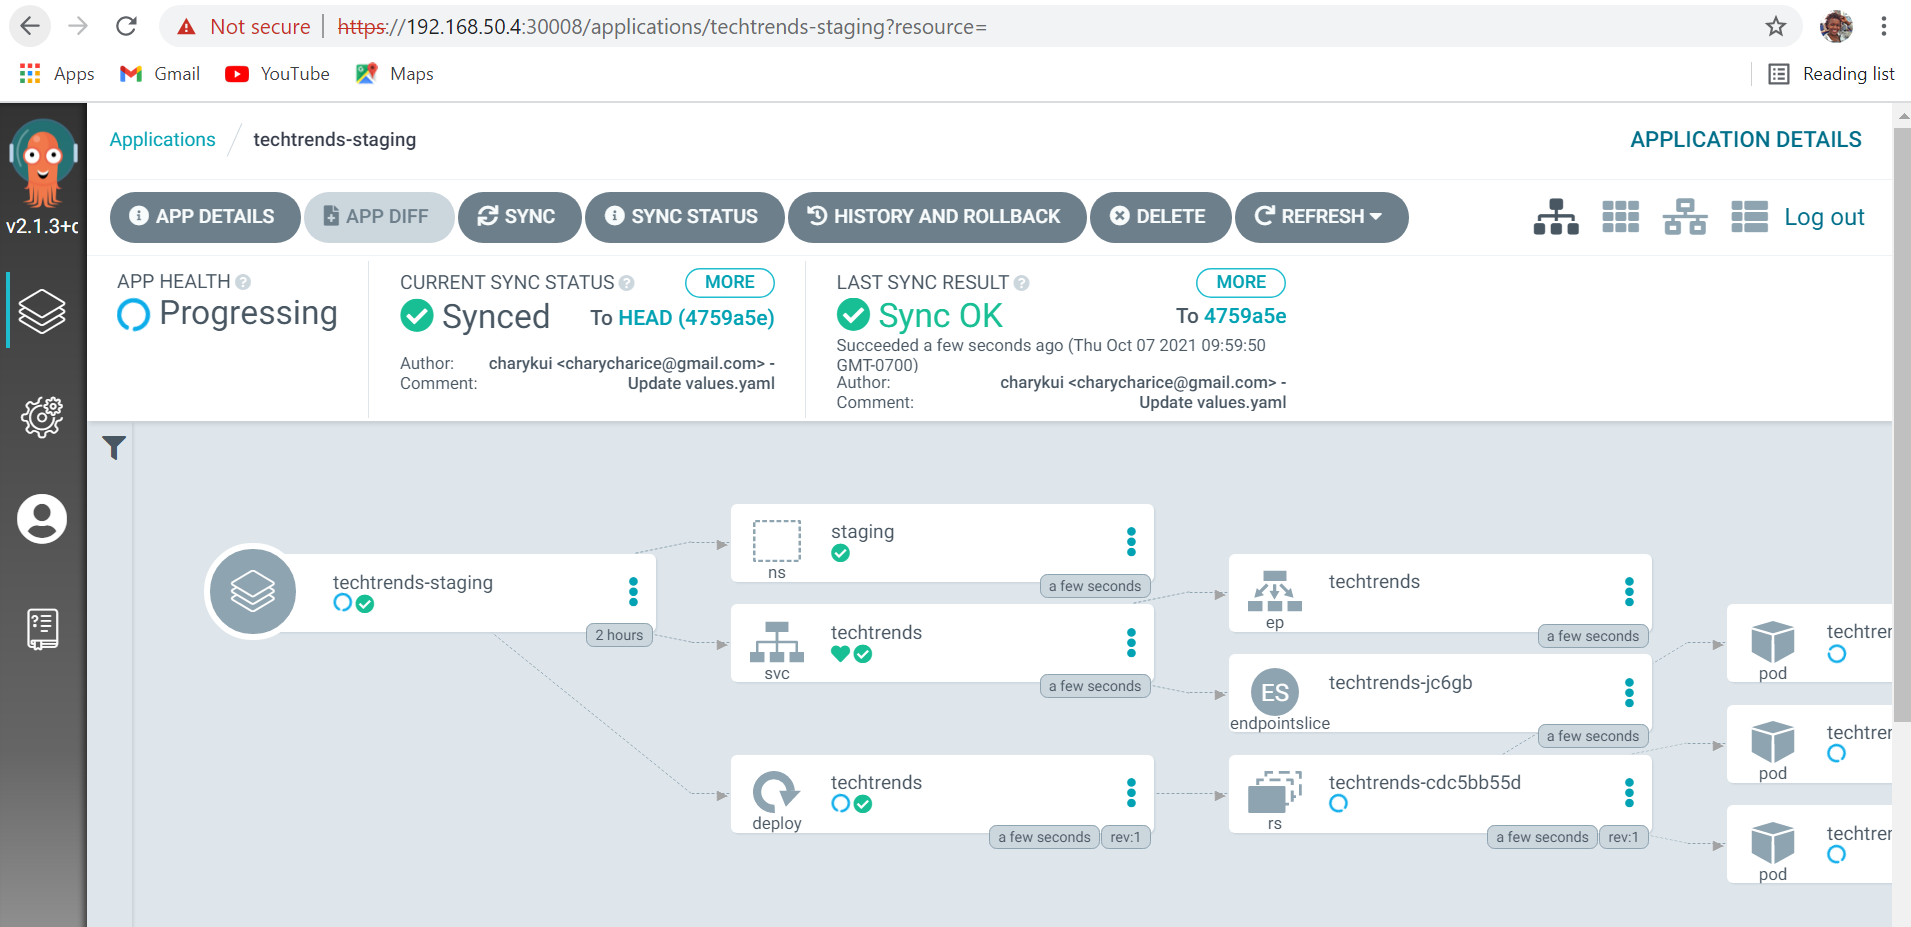 Not secure | https://192.168.50.4:30008/applications/techtrends-staging?resource=
Apps Gmail YouTube Maps Reading list
Applications / techtrends-staging APPLICATION DETAILS
v2.1.3+
APP DETAILS APP DIFF SYNC SYNC STATUS HISTORY AND ROLLBACK DELETE REFRESH Log out
APP HEALTH
Progressing
CURRENT SYNC STATUS MORE
Synced To HEAD (4759a5e)
Author: charykui <charycharice@gmail.com> -
Comment: Update values.yaml
LAST SYNC RESULT MORE
Sync OK To 4759a5e
Succeeded a few seconds ago (Thu Oct 07 2021 09:59:50
GMT-0700)
Author: charykui <charycharice@gmail.com> -
Comment: Update values.yaml
techtrends-staging
2 hours
staging
ns
a few seconds
techtrends
svc
a few seconds
techtrends
deploy
a few seconds rev:1
techtrends
ep
a few seconds
ES
techtrends-jc6gb
endpointslice
a few seconds
techtrends-cdc5bb55d
rs
a few seconds rev:1
techtrer
pod
techtrer
pod
techtrer
pod